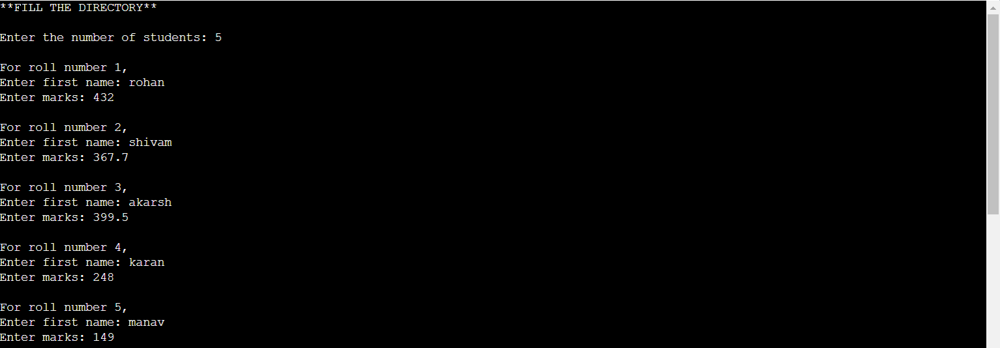 **FILL THE DIRECTORY**
Enter the number of students: 5
For roll number 1,
Enter first name: rohan
Enter marks: 432
For roll number 2,
Enter first name: shivam
Enter marks: 367.7
For roll number 3,
Enter first name: akarsh
Enter marks: 399.5
For roll number 4,
Enter first name: karan
Enter marks: 248
For roll number 5,
Enter first name: manav
Enter marks: 149